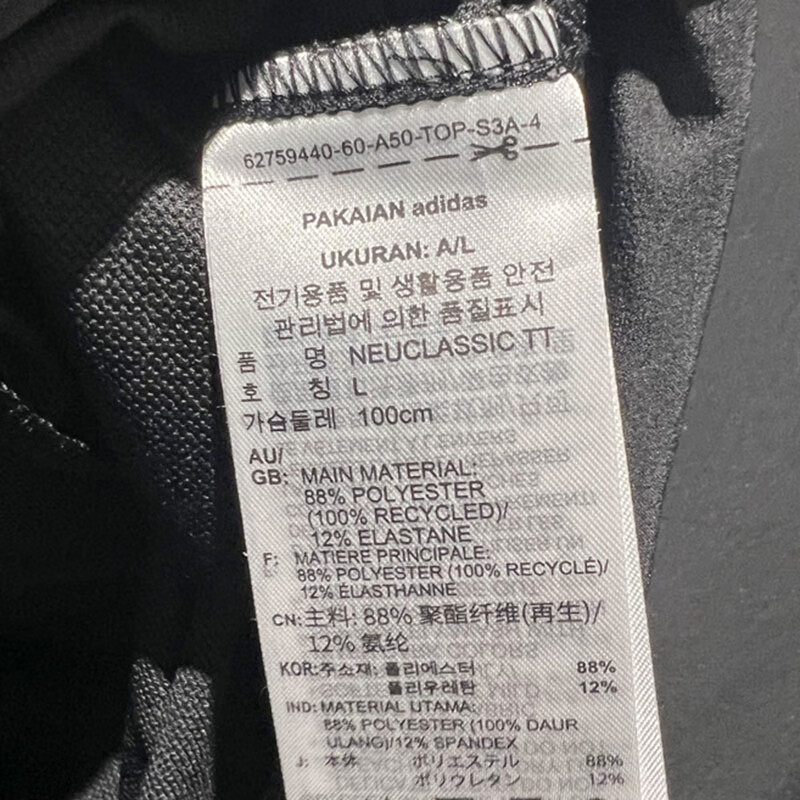 62759440-60-A50-TOP-S3A-4
PAKAIAN adidas
UKURAN: A/L
전기용품 및 생활용품 안전
관리법에 의한 품질표시
품 명 NEUCLASSIC TT
호 칭 L
가슴둘레 100cm
AU/
GB: MAIN MATERIAL:
88% POLYESTER
(100% RECYCLED)/
12% ELASTANE
F: MATIÈRE PRINCIPALE:
88% POLYESTER (100% RECYCLÉ)/
12% ÉLASTHANNE
CN:主料: 88% 聚酯纤维(再生)/
12% 氨纶
KOR:주소재: 폴리에스터 88%
폴리우레탄 12%
IND: MATERIAL UTAMA:
88% POLYESTER (100% DAUR
ULANG)/12% SPANDEX
J: 本体 ポリエステル 88%
ポリウレタン 12%